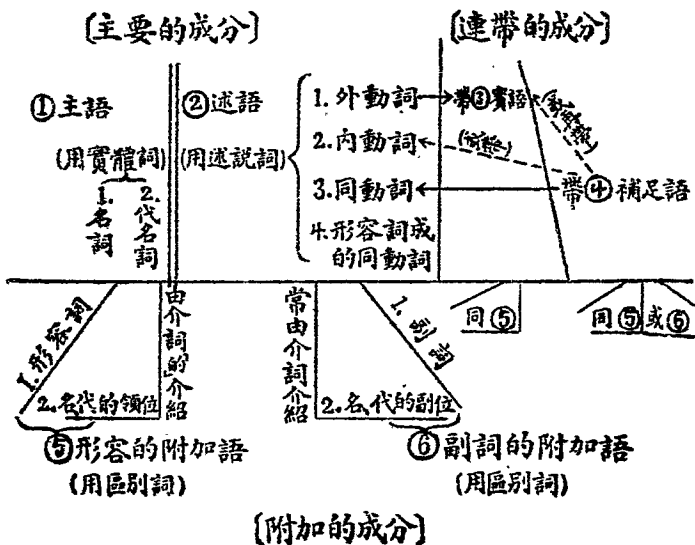 〔主要的成分〕
〔連帶的成分〕
①主語
②述語
(用實體詞)
(用述說詞)
1.名詞
2.代名詞
1.外動詞
帶③賓語
2.內動詞
3.同動詞
帶④補足語
4.形容詞成
的同動詞
1.形容詞
2.名代的領位
由介詞「的」介紹
⑤形容的附加語
(用區別詞)
常由介詞介紹
1.副詞
2.名、代的副位
⑥副詞的附加語
(用區別詞)
同⑤
同⑤或⑥
〔附加的成分〕